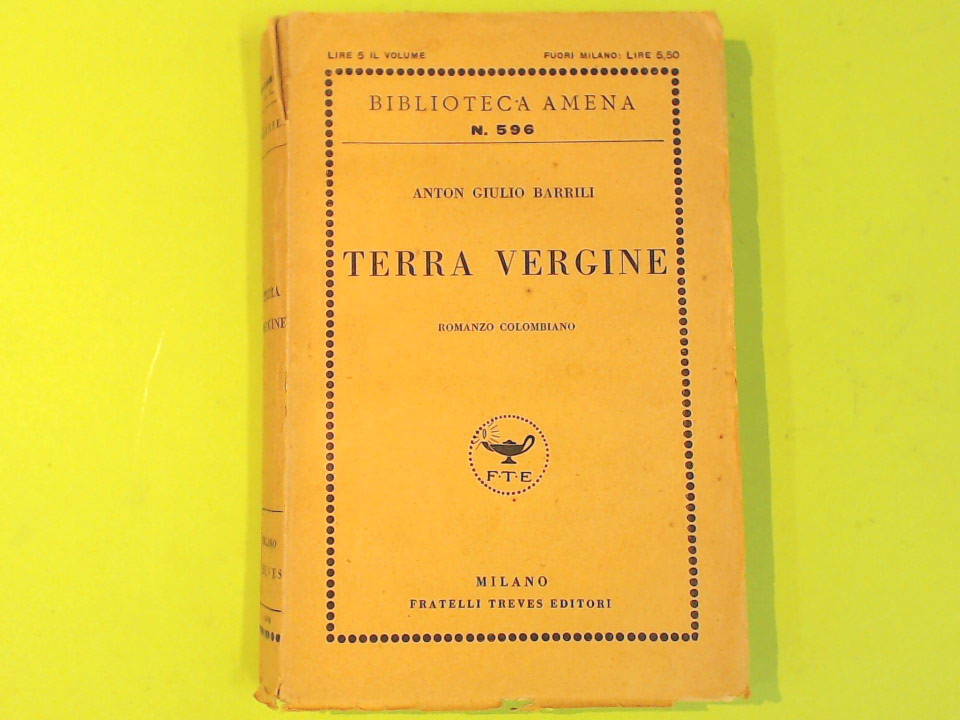 LIRE 5 IL VOLUME
FUORI MILANO: LIRE 5,50
BIBLIOTECA AMENA
N. 596
ANTON GIULIO BARRILI
TERRA VERGINE
ROMANZO COLOMBIANO
F·T·E
MILANO
FRATELLI TREVES EDITORI